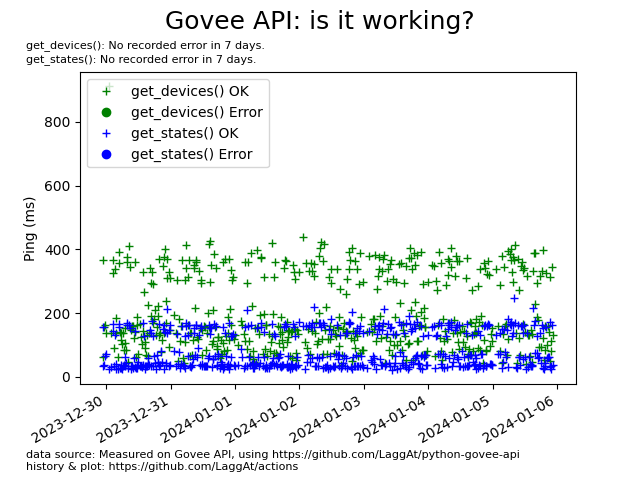 Govee API: is it working?
get_devices(): No recorded error in 7 days.
get_states(): No recorded error in 7 days.
get_devices() OK
get_devices() Error
get_states() OK
get_states() Error
Ping (ms)
800
600
400
200
0
2023-12-30
2023-12-31
2024-01-01
2024-01-02
2024-01-03
2024-01-04
2024-01-05
2024-01-06
data source: Measured on Govee API, using https://github.com/LaggAt/python-govee-api
history & plot: https://github.com/LaggAt/actions